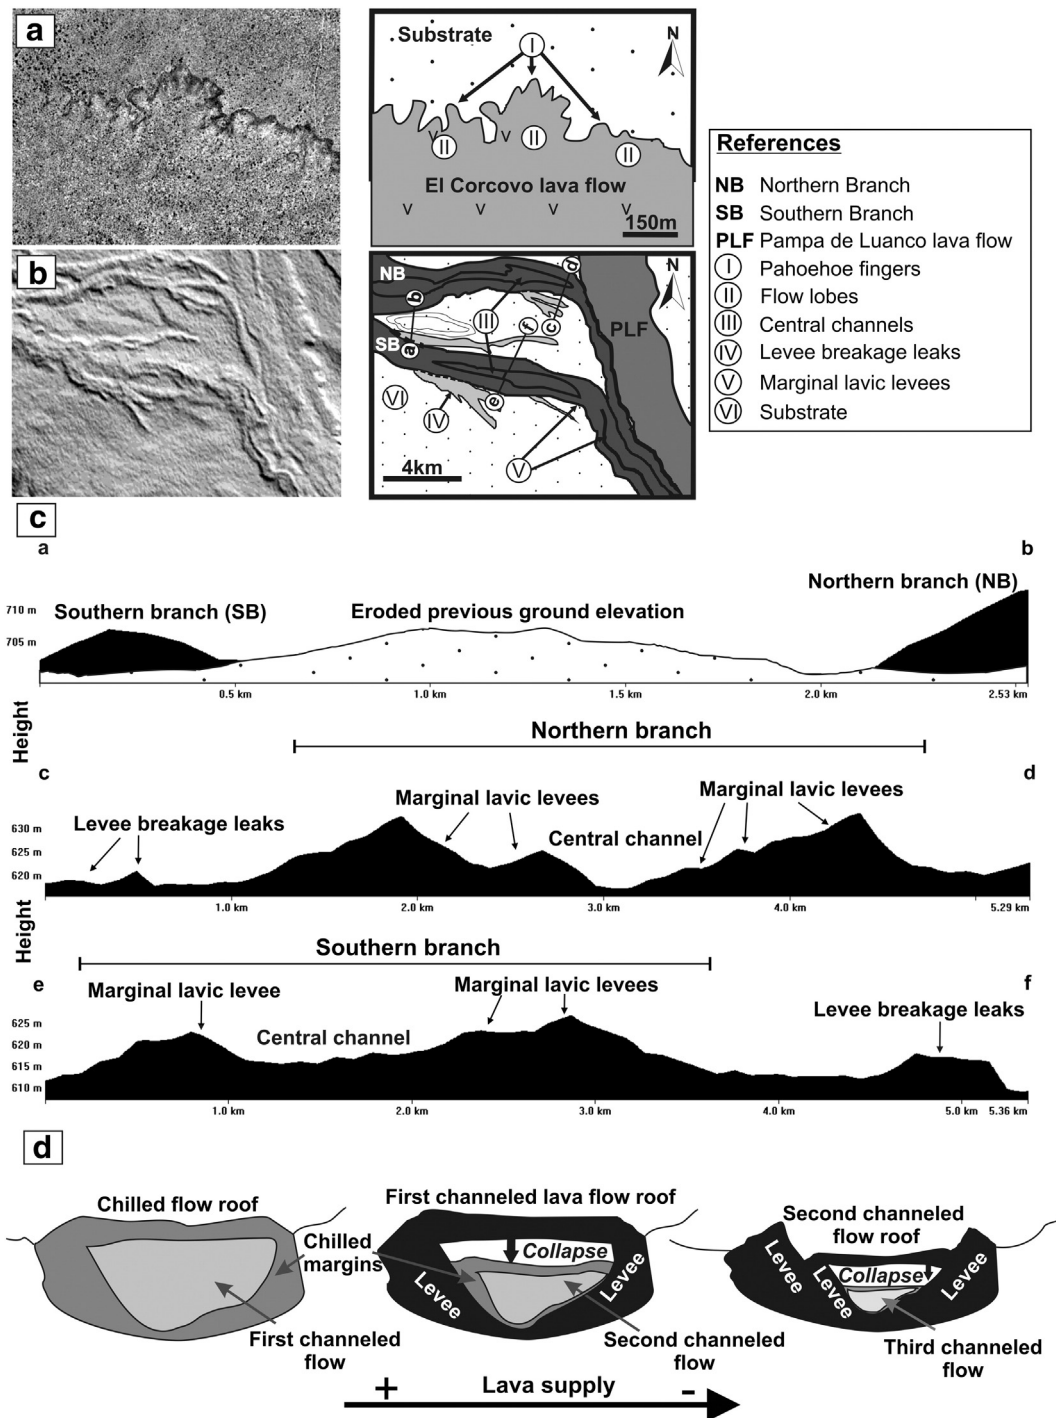 a
Substrate
I
N
II
II
II
V
V
El Corcovo lava flow
V
V
V
V
150m
References
NB Northern Branch
SB Southern Branch
PLF Pampa de Luanco lava flow
I Pahoehoe fingers
II Flow lobes
III Central channels
IV Levee breakage leaks
V Marginal lavic levees
VI Substrate
b
NB
d
N
b
III
f
c
PLF
SB
a
VI
IV
e
V
4km
c
a
b
Northern branch (NB)
710 m
Southern branch (SB)
Eroded previous ground elevation
705 m
0.5 km
1.0 km
1.5 km
2.0 km
2.53 km
Height
Northern branch
c
d
Marginal lavic levees
Marginal lavic levees
Levee breakage leaks
Central channel
630 m
625 m
620 m
1.0 km
2.0 km
3.0 km
4.0 km
5.29 km
Height
Southern branch
e
f
Marginal lavic levee
Marginal lavic levees
Levee breakage leaks
Central channel
625 m
620 m
615 m
610 m
1.0 km
2.0 km
3.0 km
4.0 km
5.0 km
5.36 km
d
Chilled flow roof
First channeled lava flow roof
Second channeled
flow roof
Chilled
margins
Collapse
Levee
Levee
Levee
Levee
Collapse
Levee
First channeled
flow
Second channeled
flow
Third channeled
flow
+
Lava supply
-